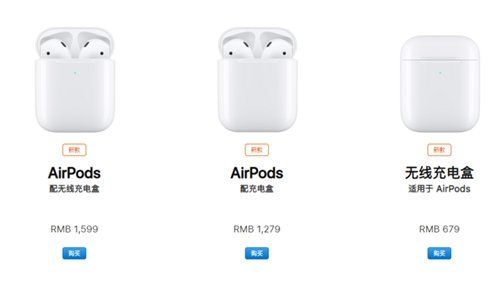 新款
AirPods
配无线充电盒
RMB 1,599
购买
新款
AirPods
配充电盒
RMB 1,279
购买
新款
无线充电盒
适用于 AirPods
RMB 679
购买